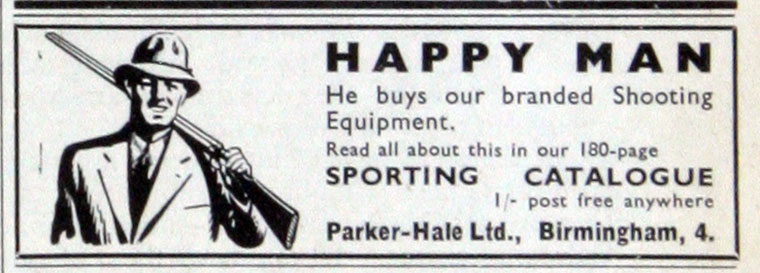 HAPPY MAN
He buys our branded Shooting
Equipment.
Read all about this in our 180-page
SPORTING CATALOGUE
1/- post free anywhere
Parker-Hale Ltd., Birmingham, 4.